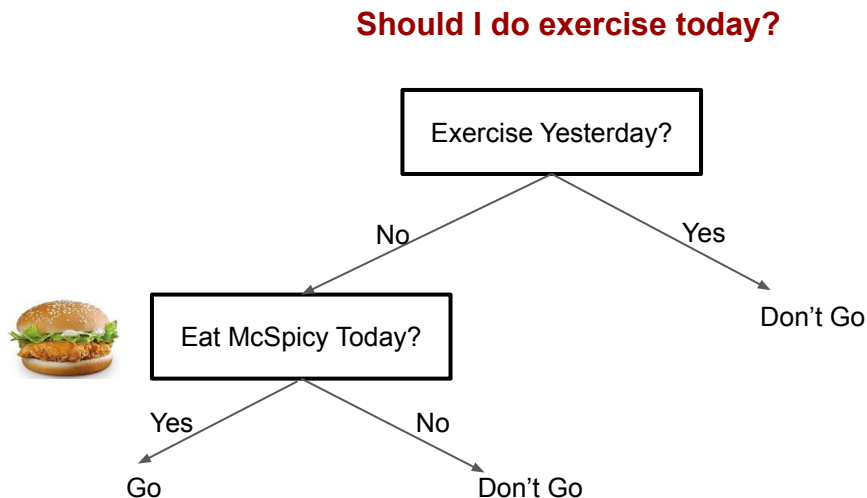 Should I do exercise today?
Exercise Yesterday?
No
Yes
Don’t Go
Eat McSpicy Today?
Yes
No
Go
Don’t Go